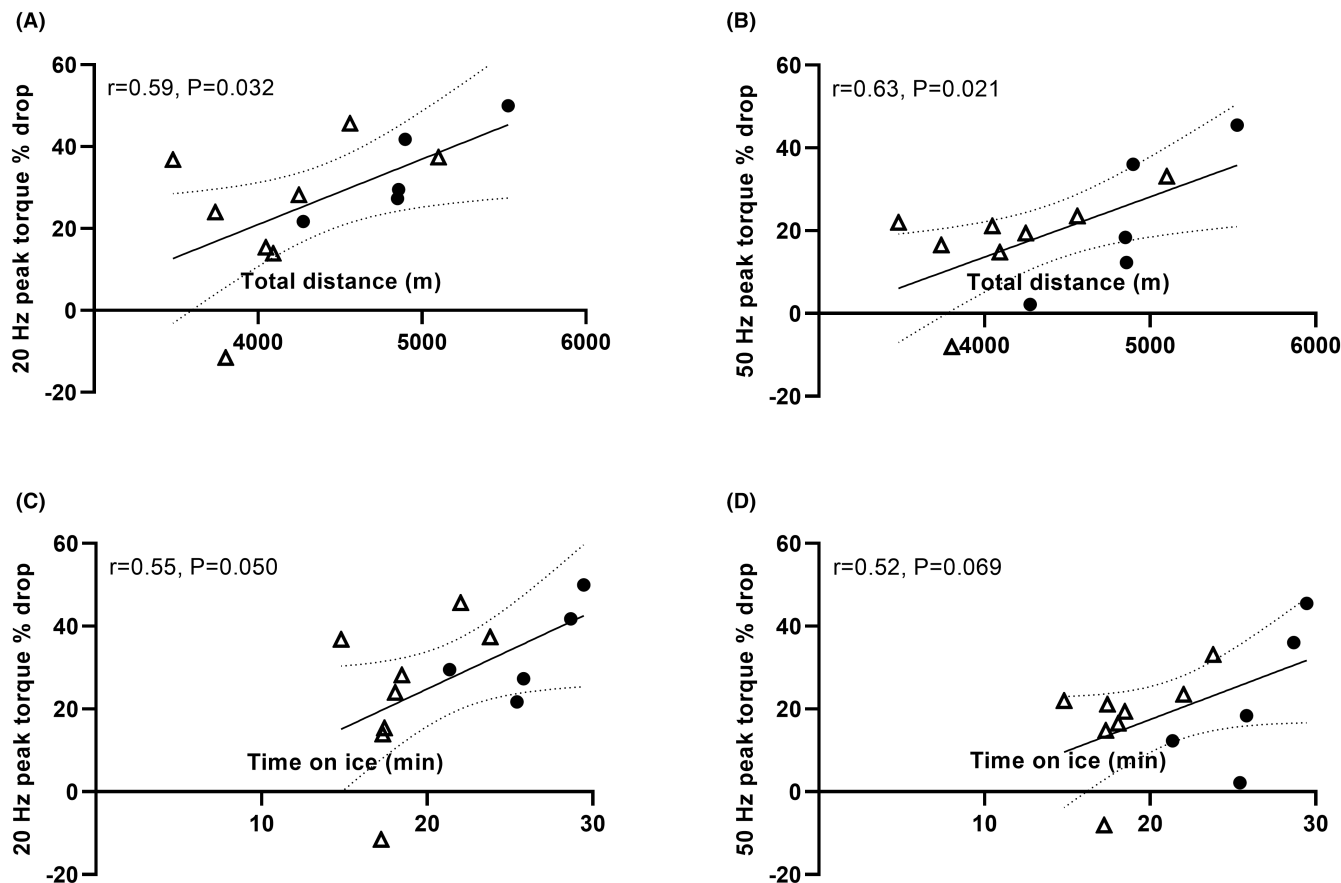 (A)
r=0.59, P=0.032
20 Hz peak torque % drop
60
40
20
0
-20
Total distance (m)
4000
5000
6000
(B)
r=0.63, P=0.021
50 Hz peak torque % drop
60
40
20
0
-20
Total distance (m)
4000
5000
6000
(C)
r=0.55, P=0.050
20 Hz peak torque % drop
60
40
20
0
-20
Time on ice (min)
10
20
30
(D)
r=0.52, P=0.069
50 Hz peak torque % drop
60
40
20
0
-20
Time on ice (min)
10
20
30